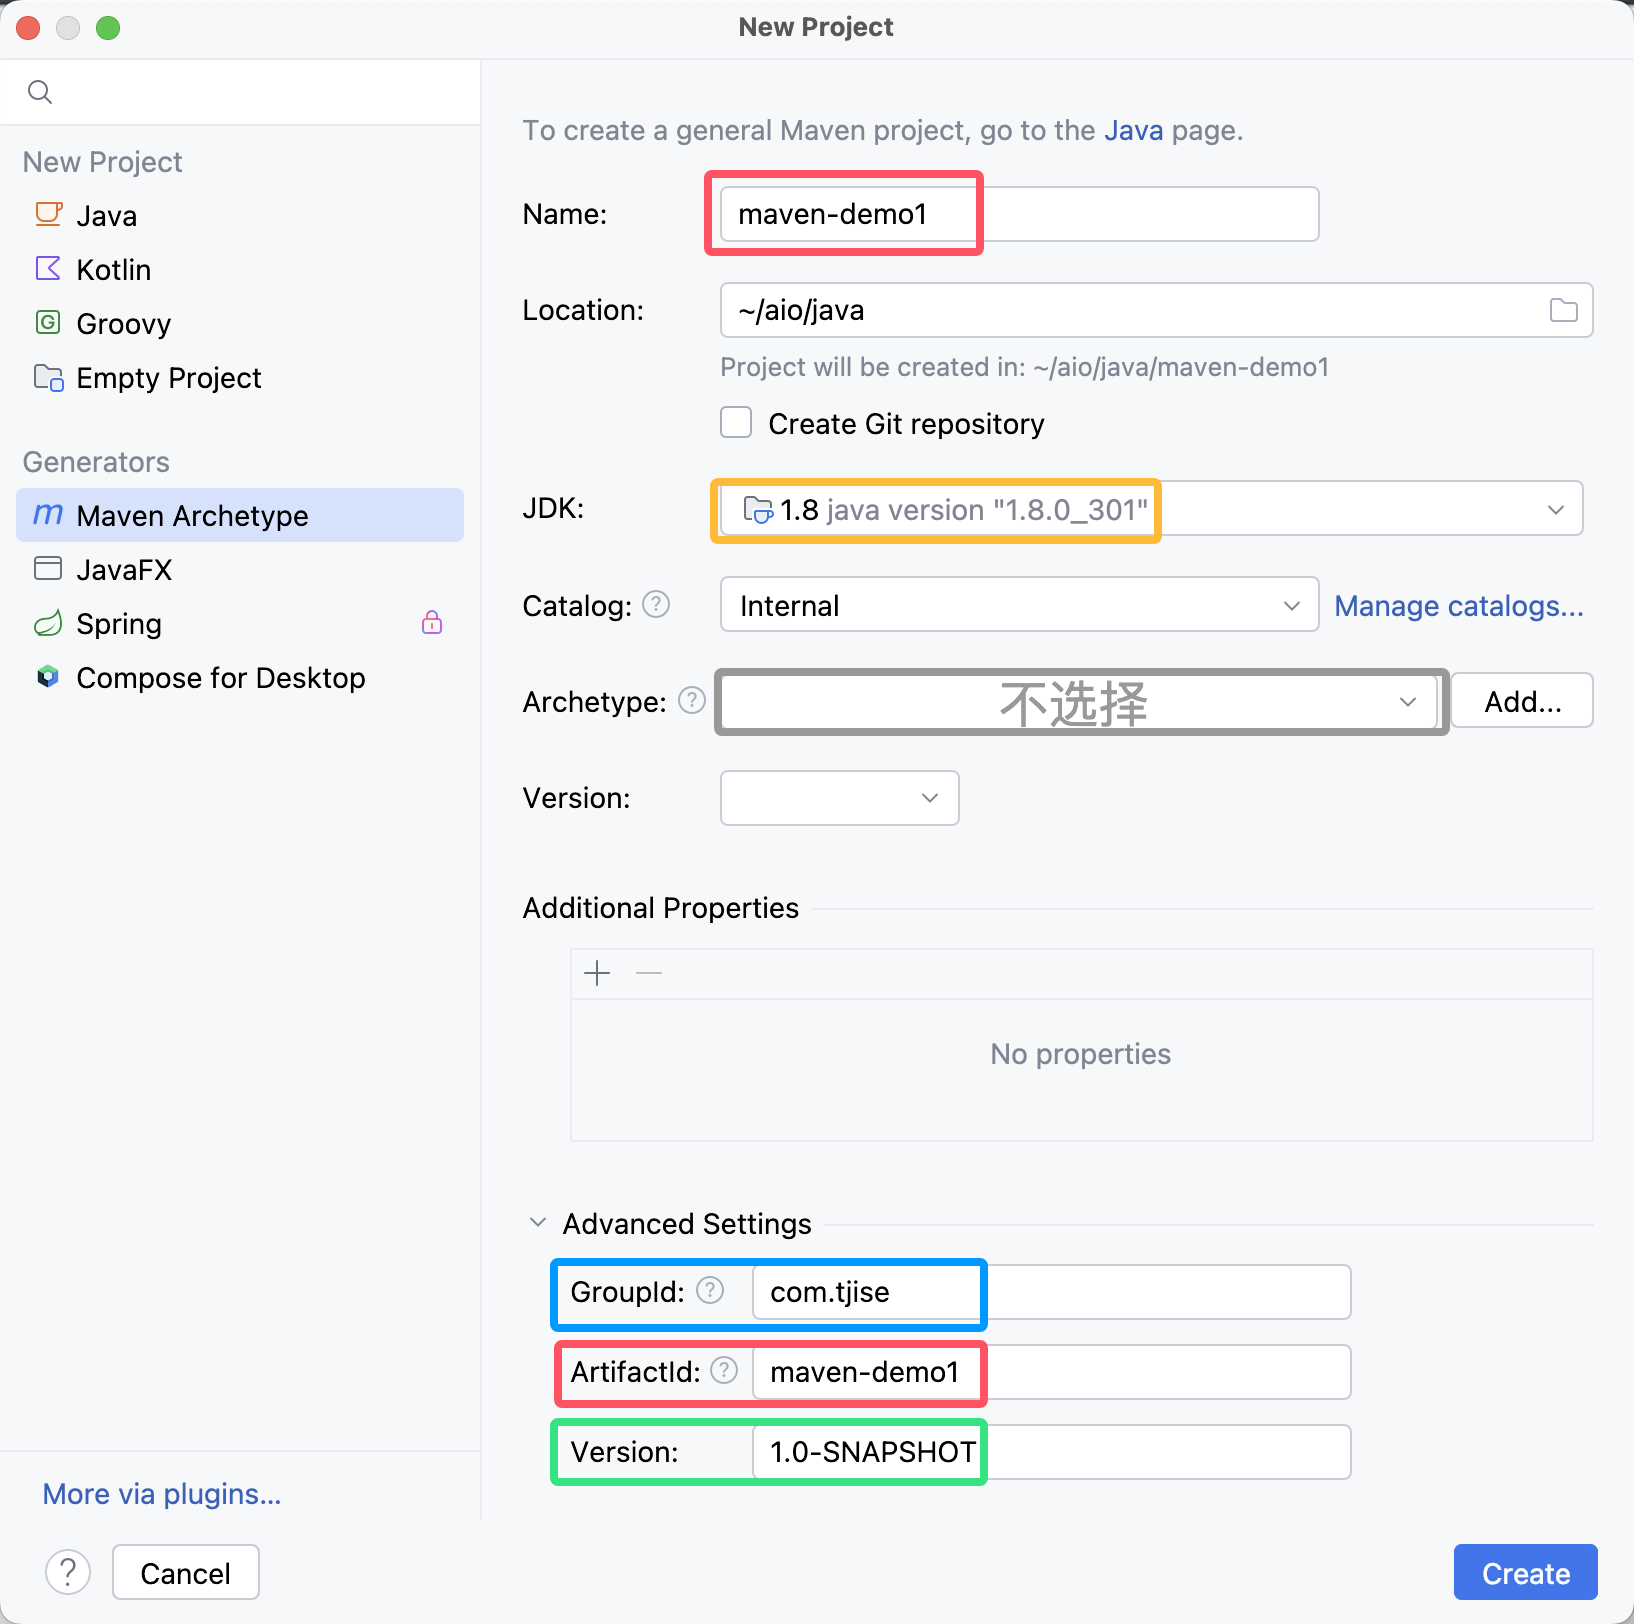 New Project
New Project
Java
Kotlin
Groovy
Empty Project
Generators
Maven Archetype
JavaFX
Spring
Compose for Desktop
More via plugins...
?
Cancel
To create a general Maven project, go to the Java page.
Name: maven-demo1
Location: ~/aio/java
Project will be created in: ~/aio/java/maven-demo1
Create Git repository
JDK: 1.8 java version "1.8.0_301"
Catalog: ? Internal Manage catalogs...
Archetype: ? 不选择 Add...
Version:
Additional Properties
No properties
Advanced Settings
GroupId: ? com.tjise
ArtifactId: ? maven-demo1
Version: 1.0-SNAPSHOT
Create